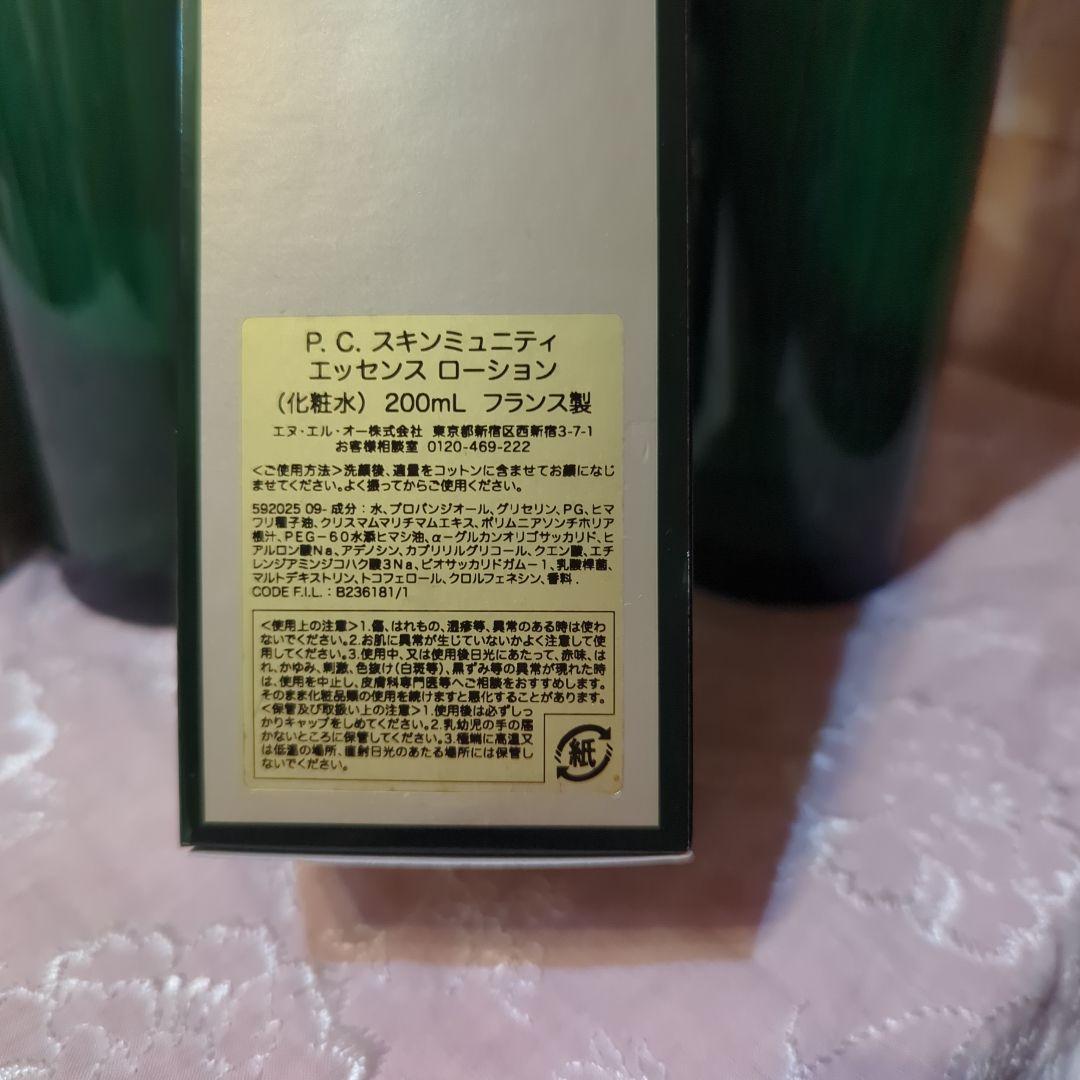 P. C. スキンミュニティ
エッセンス ローション
（化粧水） 200mL フランス製
エヌ・エル・オー株式会社 東京都新宿区西新宿3-7-1
お客様相談室 0120-469-222
＜ご使用方法＞洗顔後、適量をコットンに含ませてお顔になじ
ませてください。よく振ってからご使用ください。
592025 09- 成分：水、プロパンジオール、グリセリン、PG、ヒマ
ワリ種子油、クリスマムマリチマムエキス、ポリムニアソンチホリア
根汁、PEG－60水添ヒマシ油、α－グルカンオリゴサッカリド、ヒ
アルロン酸Na、アデノシン、カプリリルグリコール、クエン酸、エチ
レンジアミンジコハク酸3Na、ビオサッカリドガム－1、乳酸桿菌、
マルトデキストリン、トコフェロール、クロルフェネシン、香料 .
CODE F.I.L. : B236181/1
＜使用上の注意＞1.傷、はれもの、湿疹等、異常のある時は使わ
ないでください。2.お肌に異常が生じていないかよく注意して使
用してください。3.使用中、又は使用後日光にあたって、赤味、は
れ、かゆみ、刺激、色抜け(白斑等)、黒ずみ等の異常が現れた時
は、使用を中止し、皮膚科専門医等へご相談をおすすめします。
そのまま化粧品類の使用を続けますと悪化することがあります。
＜保管及び取扱い上の注意＞1.使用後は必ずしっ
かりキャップをしめてください。2.乳幼児の手の届
かないところに保管してください。3.極端に高温又
は低温の場所、直射日光のあたる場所には保管し
ないでください。
紙